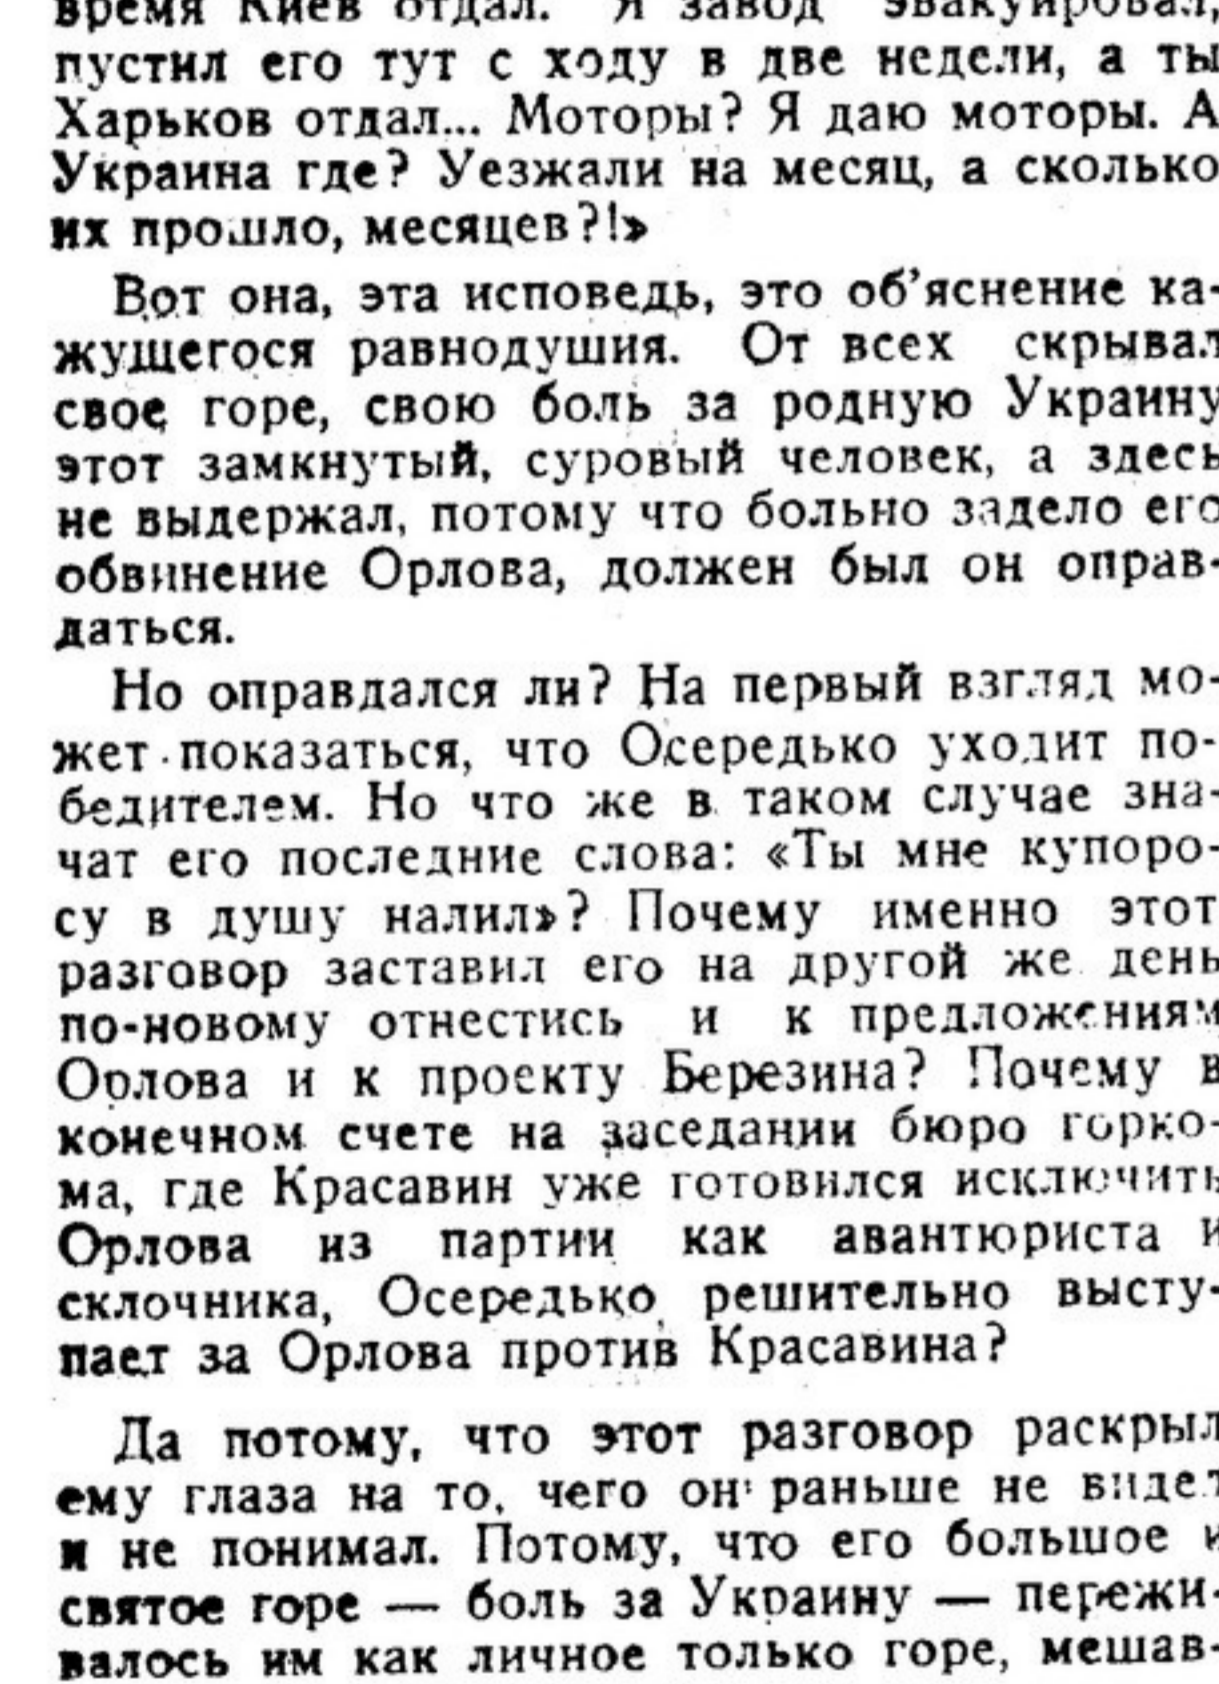 время Киев отдал. Я завод эвакуировал,
пустил его тут с ходу в две недели, а ты
Харьков отдал... Моторы? Я даю моторы. А
Украина где? Уезжали на месяц, а сколько
их прошло, месяцев?!»
Вот она, эта исповедь, это об’яснение ка-
жущегося равнодушия. От всех скрывал
свое горе, свою боль за родную Украину
этот замкнутый, суровый человек, а здесь
не выдержал, потому что больно задело его
обвинение Орлова, должен был он оправ-
даться.
Но оправдался ли? На первый взгляд мо-
жет показаться, что Осередько уходит по-
бедителем. Но что же в таком случае зна-
чат его последние слова: «Ты мне купоро-
су в душу налил»? Почему именно этот
разговор заставил его на другой же день
по-новому отнестись и к предложениям
Орлова и к проекту Березина? Почему в
конечном счете на заседании бюро горко-
ма, где Красавин уже готовился исключить
Орлова из партии как авантюриста и
склочника, Осередько решительно высту-
пает за Орлова против Красавина?
Да потому, что этот разговор раскрыл
ему глаза на то, чего он раньше не видел
и не понимал. Потому, что его большое и
святое горе — боль за Украину — пережи-
валось им как личное только горе, мешав-